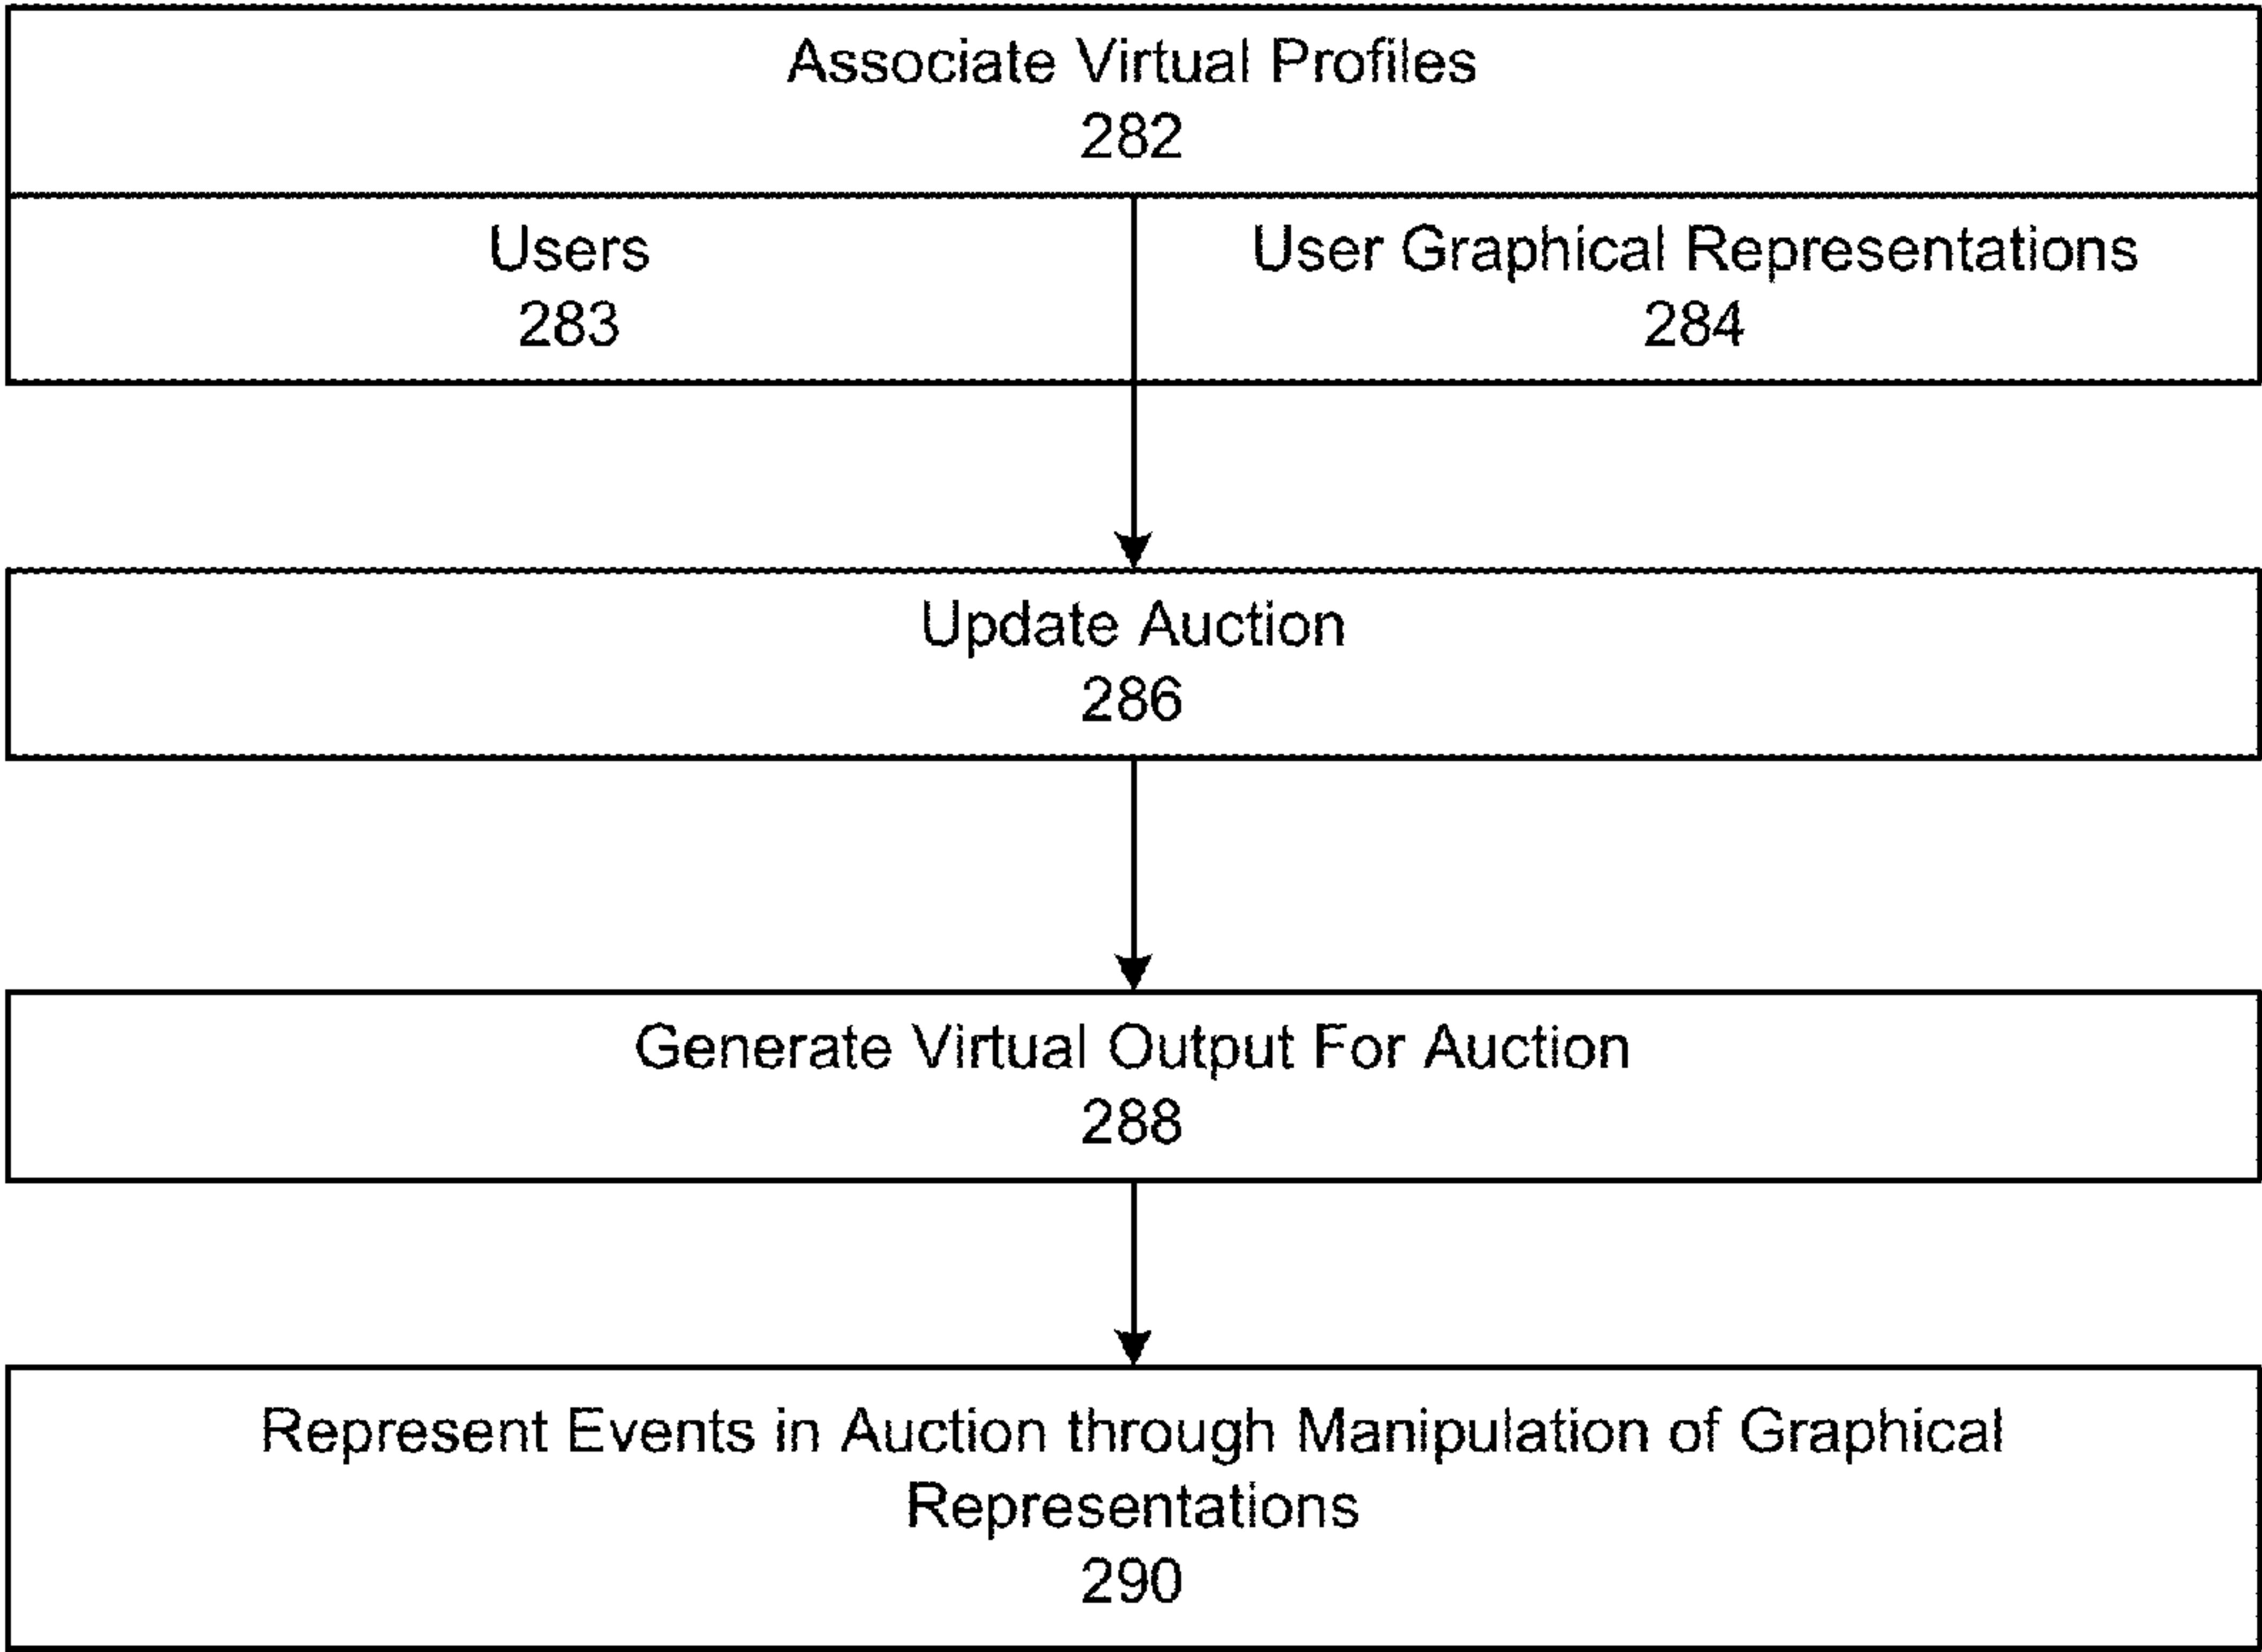 Associate Virtual Profiles
282
Users
283
User Graphical Representations
284
Update Auction
286
Generate Virtual Output For Auction
288
Represent Events in Auction through Manipulation of Graphical
Representations
290